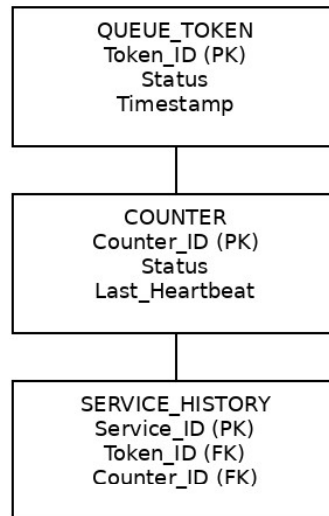 QUEUE_TOKEN
Token_ID (PK)
Status
Timestamp
COUNTER
Counter_ID (PK)
Status
Last_Heartbeat
SERVICE_HISTORY
Service_ID (PK)
Token_ID (FK)
Counter_ID (FK)